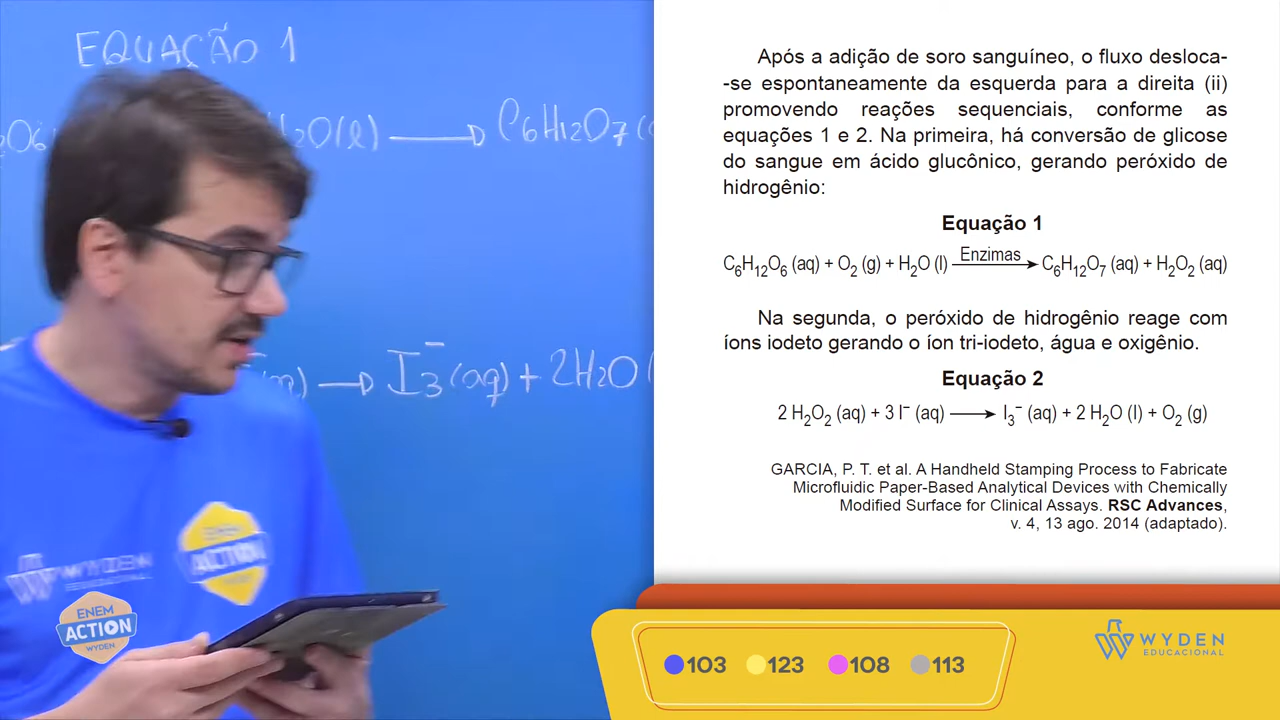 EQUAÇÃO 1
H2O(l) → C6H12O7
(aq) → I3⁻(aq) + 2H2O
WYDEN
EDUCACIONAL
ENEM
ACTION
ENEM
ACTION
WYDEN
Após a adição de soro sanguíneo, o fluxo desloca-
-se espontaneamente da esquerda para a direita (ii)
promovendo reações sequenciais, conforme as
equações 1 e 2. Na primeira, há conversão de glicose
do sangue em ácido glucônico, gerando peróxido de
hidrogênio:
Equação 1
Enzimas
C6H12O6 (aq) + O2 (g) + H2O (l) → C6H12O7 (aq) + H2O2 (aq)
Na segunda, o peróxido de hidrogênio reage com
íons iodeto gerando o íon tri-iodeto, água e oxigênio.
Equação 2
2 H2O2 (aq) + 3 I⁻ (aq) → I3⁻ (aq) + 2 H2O (l) + O2 (g)
GARCIA, P. T. et al. A Handheld Stamping Process to Fabricate
Microfluidic Paper-Based Analytical Devices with Chemically
Modified Surface for Clinical Assays. RSC Advances,
v. 4, 13 ago. 2014 (adaptado).
103 123 108 113
WYDEN
EDUCACIONAL